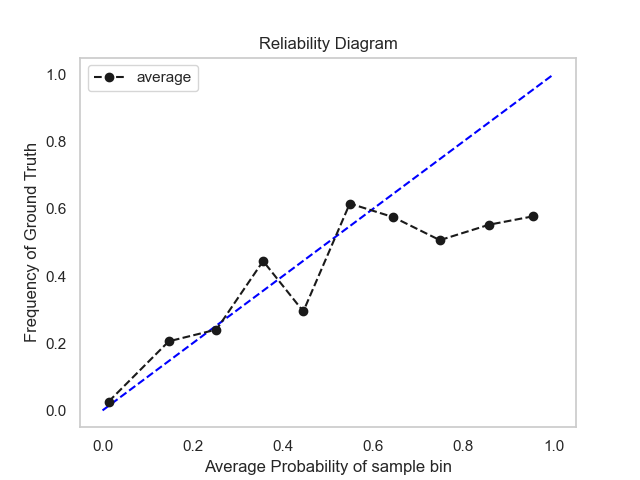 Reliability Diagram
average
Frequency of Ground Truth
1.0
0.8
0.6
0.4
0.2
0.0
0.0 0.2 0.4 0.6 0.8 1.0
Average Probability of sample bin